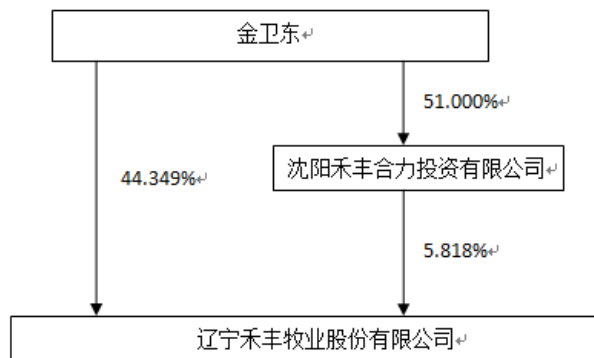 金卫东
51.000%
沈阳禾丰合力投资有限公司
44.349%
5.818%
辽宁禾丰牧业股份有限公司